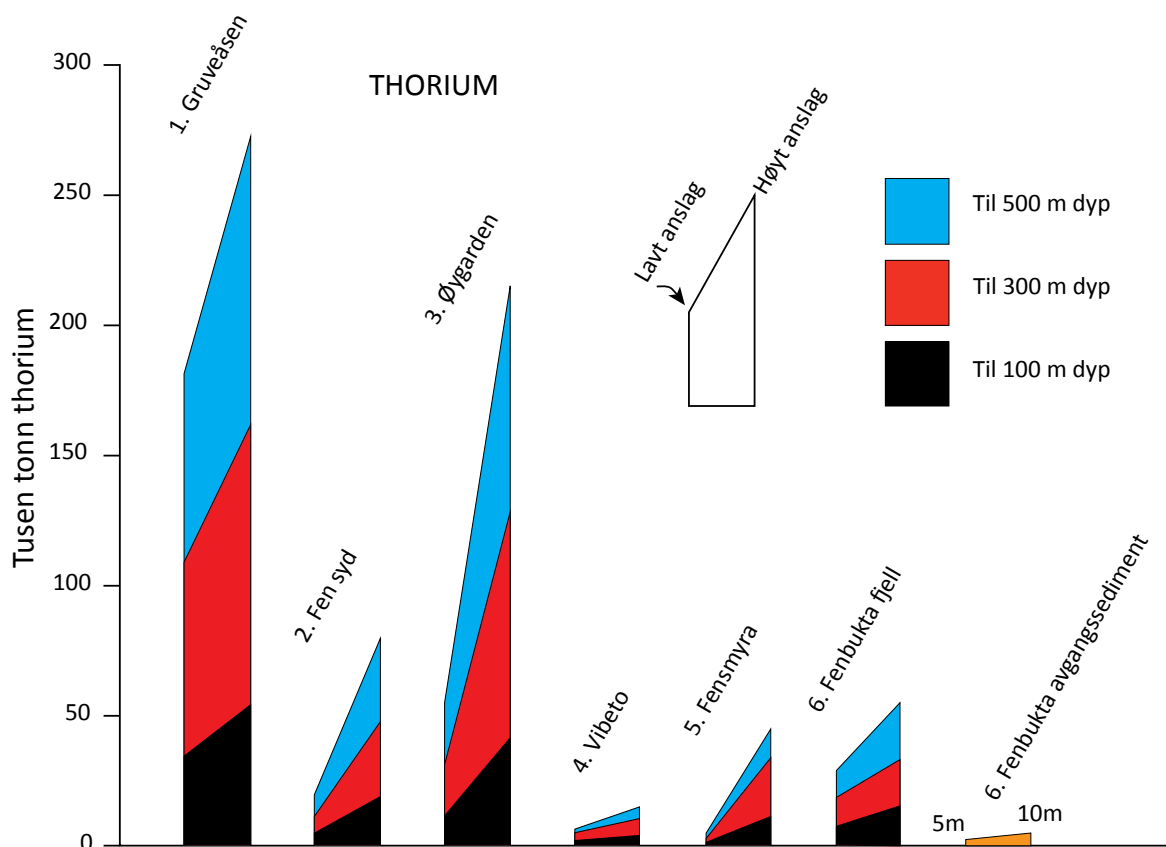 THORIUM
Tusen tonn thorium
300
250
200
150
100
50
0
1. Gruveåsen
2. Fen syd
3. Øygarden
4. Vibeto
5. Fensmyra
6. Fenbukta fjell
6. Fenbukta avgangssediment
5m
10m
Lavt anslag
Høyt anslag
Til 500 m dyp
Til 300 m dyp
Til 100 m dyp